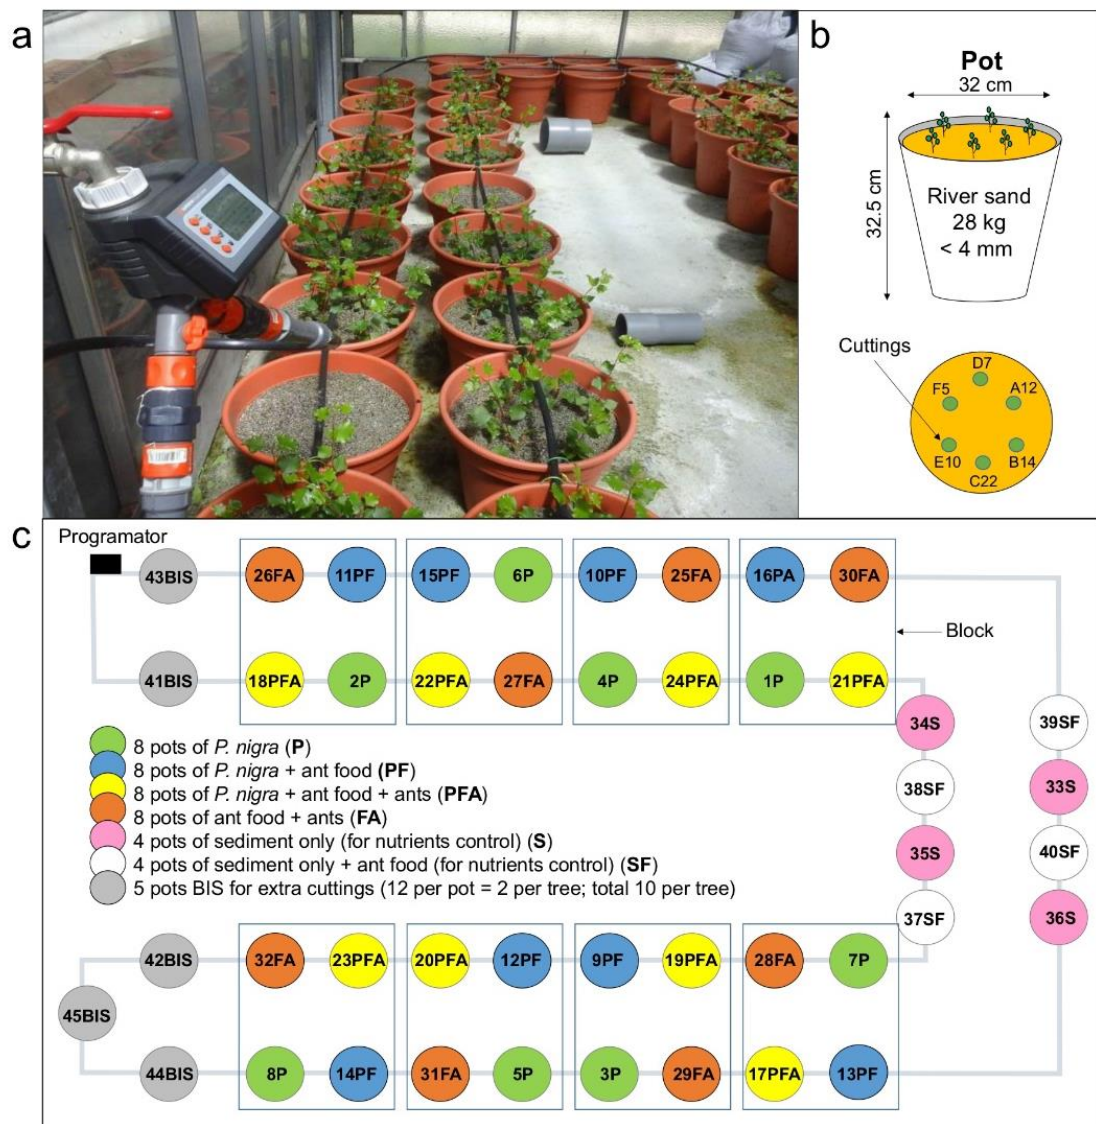 a
b
Pot
32 cm
32.5 cm
River sand
28 kg
< 4 mm
Cuttings
D7
F5
A12
E10
B14
C22
c
Programator
43BIS
26FA
11PF
15PF
6P
10PF
25FA
16PA
30FA
Block
41BIS
18PFA
2P
22PFA
27FA
4P
24PFA
1P
21PFA
34S
39SF
38SF
33S
35S
40SF
37SF
36S
8 pots of P. nigra (P)
8 pots of P. nigra + ant food (PF)
8 pots of P. nigra + ant food + ants (PFA)
8 pots of ant food + ants (FA)
4 pots of sediment only (for nutrients control) (S)
4 pots of sediment only + ant food (for nutrients control) (SF)
5 pots BIS for extra cuttings (12 per pot = 2 per tree; total 10 per tree)
42BIS
32FA
23PFA
20PFA
12PF
9PF
19PFA
28FA
7P
45BIS
44BIS
8P
14PF
31FA
5P
3P
29FA
17PFA
13PF